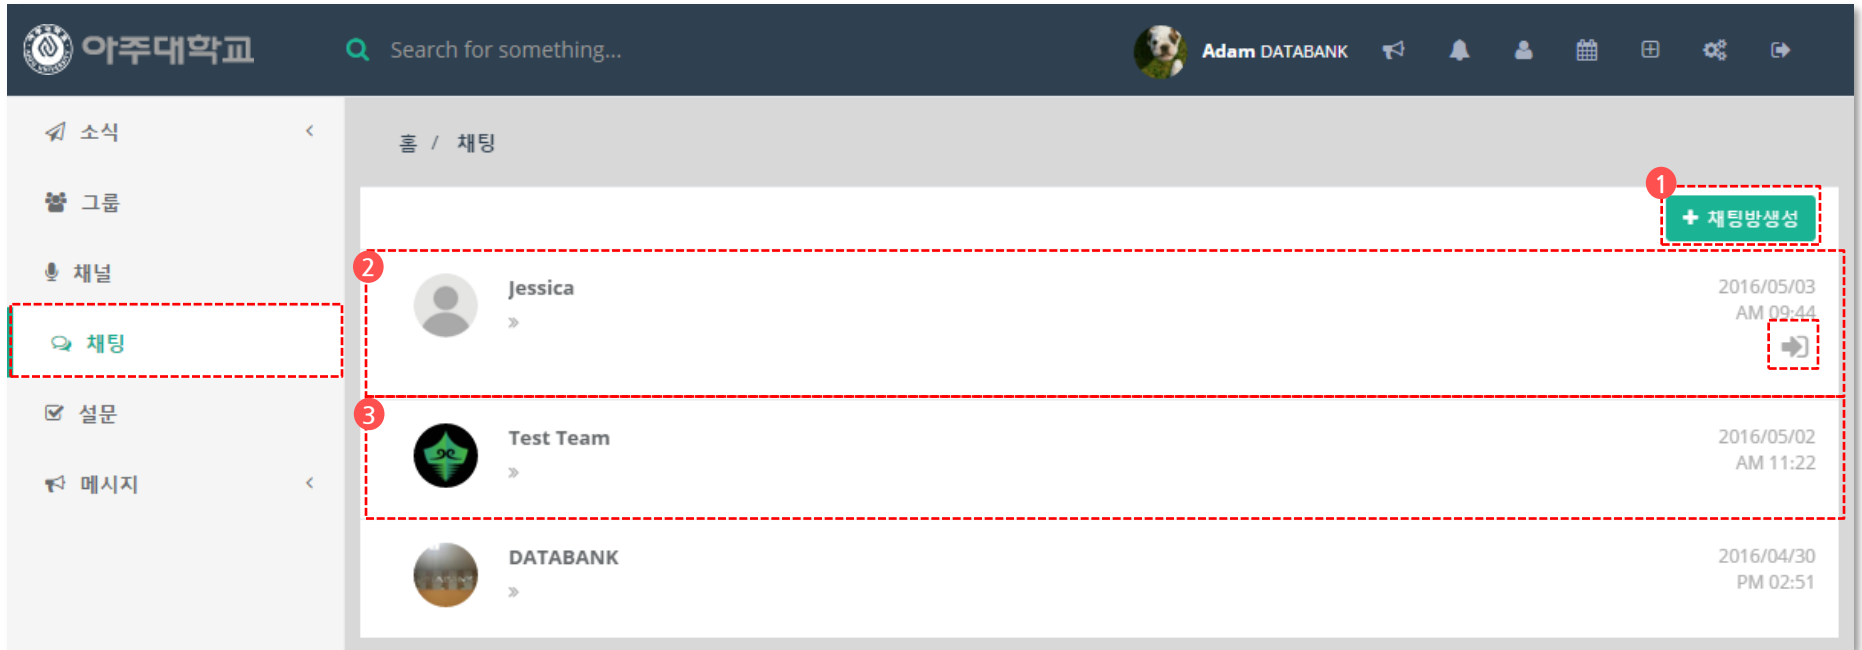 아주대학교
Search for something...
Adam DATABANK
소식
홈 / 채팅
그룹
1
채팅방생성
채널
2
Jessica
2016/05/03
AM 09:44
채팅
설문
3
Test Team
2016/05/02
AM 11:22
메시지
DATABANK
2016/04/30
PM 02:51